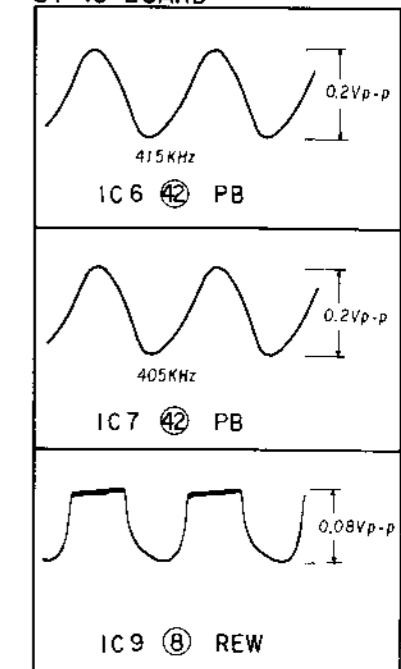 0.2Vp-p
415KHz
IC6 ㊷ PB
0.2Vp-p
405KHz
IC7 ㊷ PB
0.08Vp-p
IC9 ⑧ REW